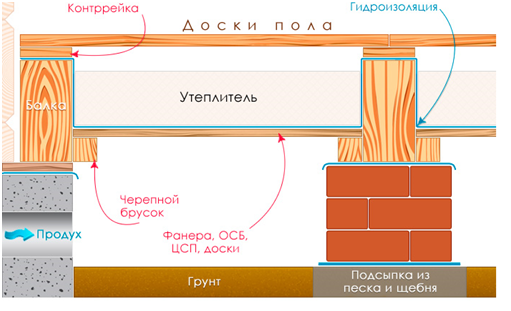 Контррейка
Гидроизоляция
Доски пола
Балка
Утеплитель
Черепной
брусок
Продух
Фанера, ОСБ,
ЦСП, доски
Грунт
Подсыпка из
песка и щебня